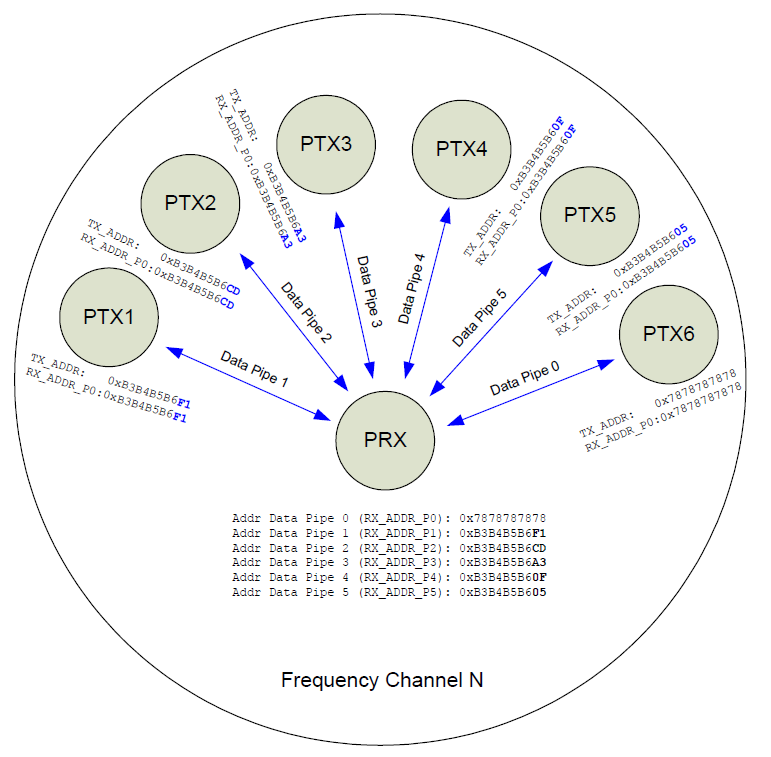 PTX3
PTX4
TX_ADDR:   0xB3B4B5B6A3
RX_ADDR_P0:0xB3B4B5B6A3
TX_ADDR:   0xB3B4B5B60F
RX_ADDR_P0:0xB3B4B5B60F
PTX2
PTX5
TX_ADDR:   0xB3B4B5B6CD
RX_ADDR_P0:0xB3B4B5B6CD
TX_ADDR:   0xB3B4B5B605
RX_ADDR_P0:0xB3B4B5B605
PTX1
PTX6
TX_ADDR:   0xB3B4B5B6F1
RX_ADDR_P0:0xB3B4B5B6F1
TX_ADDR:   0x7878787878
RX_ADDR_P0:0x7878787878
Data Pipe 1
Data Pipe 2
Data Pipe 3
Data Pipe 4
Data Pipe 5
Data Pipe 0
PRX
Addr Data Pipe 0 (RX_ADDR_P0): 0x7878787878
Addr Data Pipe 1 (RX_ADDR_P1): 0xB3B4B5B6F1
Addr Data Pipe 2 (RX_ADDR_P2): 0xB3B4B5B6CD
Addr Data Pipe 3 (RX_ADDR_P3): 0xB3B4B5B6A3
Addr Data Pipe 4 (RX_ADDR_P4): 0xB3B4B5B60F
Addr Data Pipe 5 (RX_ADDR_P5): 0xB3B4B5B605
Frequency Channel N